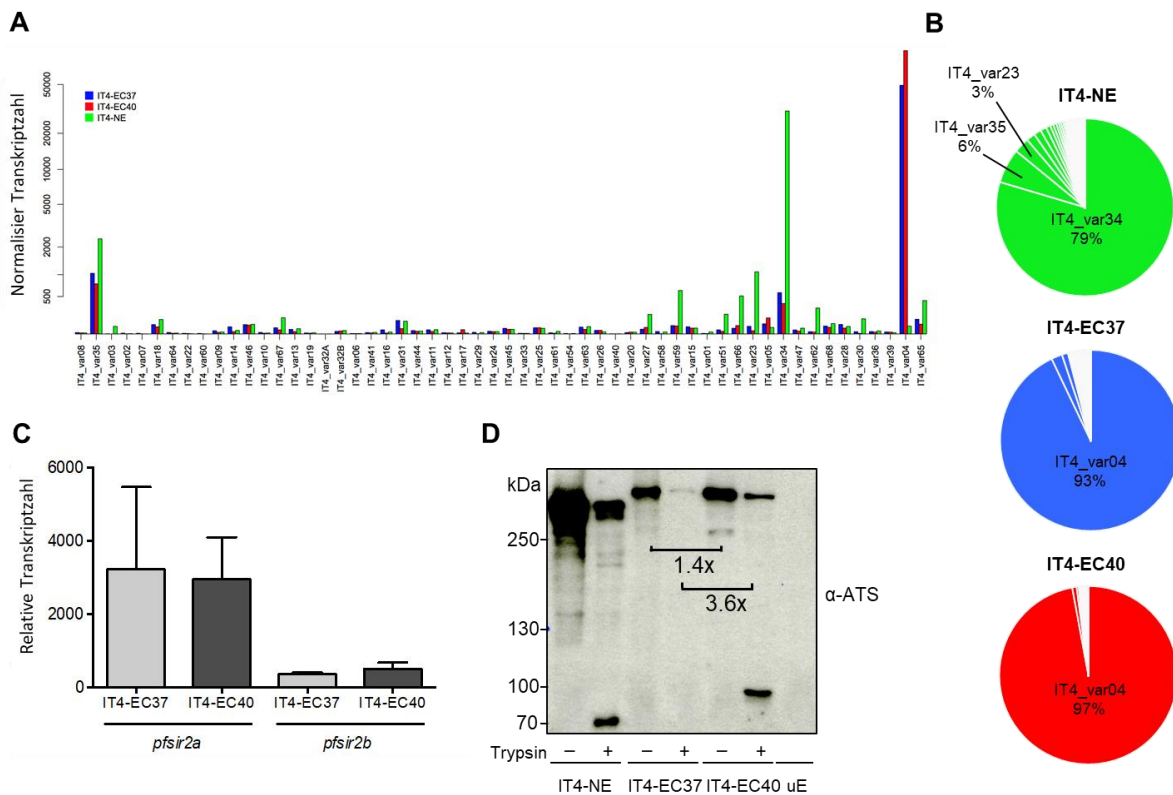 A
B
Normalisier Transkriptzahl
50000
20000
10000
5000
2000
500
0
IT4-EC37
IT4-EC40
IT4-NE
IT4_var08
IT4_var35
IT4_var03
IT4_var02
IT4_var07
IT4_var18
IT4_var64
IT4_var22
IT4_var60
IT4_var09
IT4_var14
IT4_var46
IT4_var10
IT4_var67
IT4_var13
IT4_var19
IT4_var32A
IT4_var32B
IT4_var06
IT4_var41
IT4_var16
IT4_var31
IT4_var44
IT4_var11
IT4_var12
IT4_var17
IT4_var29
IT4_var24
IT4_var45
IT4_var33
IT4_var25
IT4_var61
IT4_var54
IT4_var63
IT4_var26
IT4_var40
IT4_var20
IT4_var27
IT4_var58
IT4_var59
IT4_var15
IT4_var01
IT4_var51
IT4_var66
IT4_var23
IT4_var05
IT4_var34
IT4_var47
IT4_var62
IT4_var68
IT4_var28
IT4_var30
IT4_var36
IT4_var39
IT4_var04
IT4_var65
IT4_var23
3%
IT4-NE
IT4_var35
6%
IT4_var34
79%
IT4-EC37
IT4_var04
93%
IT4-EC40
IT4_var04
97%
C
Relative Transkriptzahl
6000
4000
2000
0
IT4-EC37
IT4-EC40
IT4-EC37
IT4-EC40
pfsir2a
pfsir2b
D
kDa
250
130
100
70
1.4x
3.6x
α-ATS
Trypsin – + – + – +
IT4-NE IT4-EC37 IT4-EC40 uE